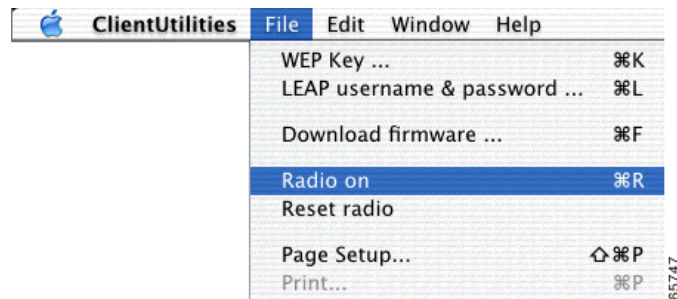 ClientUtilities File Edit Window Help
WEP Key ... ⌘K
LEAP username & password ... ⌘L
Download firmware ... ⌘F
Radio on ⌘R
Reset radio
Page Setup... ⇧⌘P
Print... ⌘P
65747